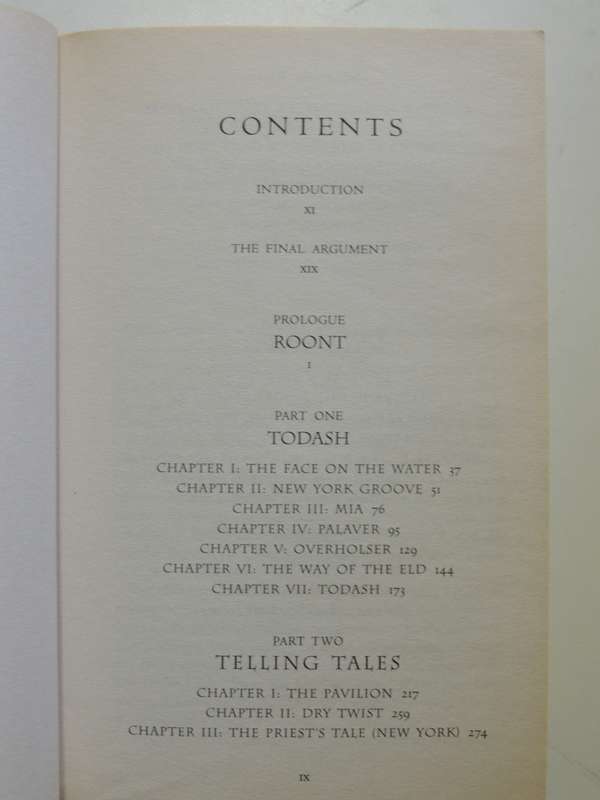 CONTENTS
INTRODUCTION
XI
THE FINAL ARGUMENT
XIX
PROLOGUE
ROONT
1
PART ONE
TODASH
CHAPTER I: THE FACE ON THE WATER 37
CHAPTER II: NEW YORK GROOVE 51
CHAPTER III: MIA 76
CHAPTER IV: PALAVER 95
CHAPTER V: OVERHOLSER 129
CHAPTER VI: THE WAY OF THE ELD 144
CHAPTER VII: TODASH 173
PART TWO
TELLING TALES
CHAPTER I: THE PAVILION 217
CHAPTER II: DRY TWIST 259
CHAPTER III: THE PRIEST'S TALE (NEW YORK) 274
IX